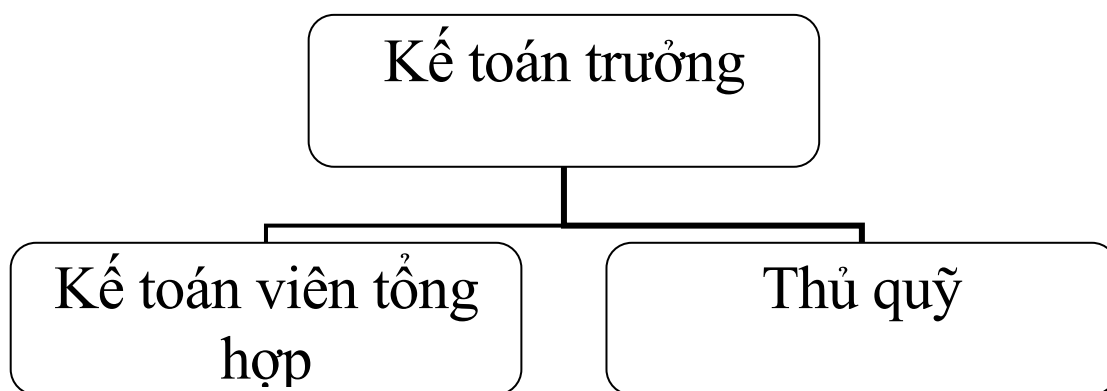 Kế toán trưởng
Kế toán viên tổng
hợp
Thủ quỹ